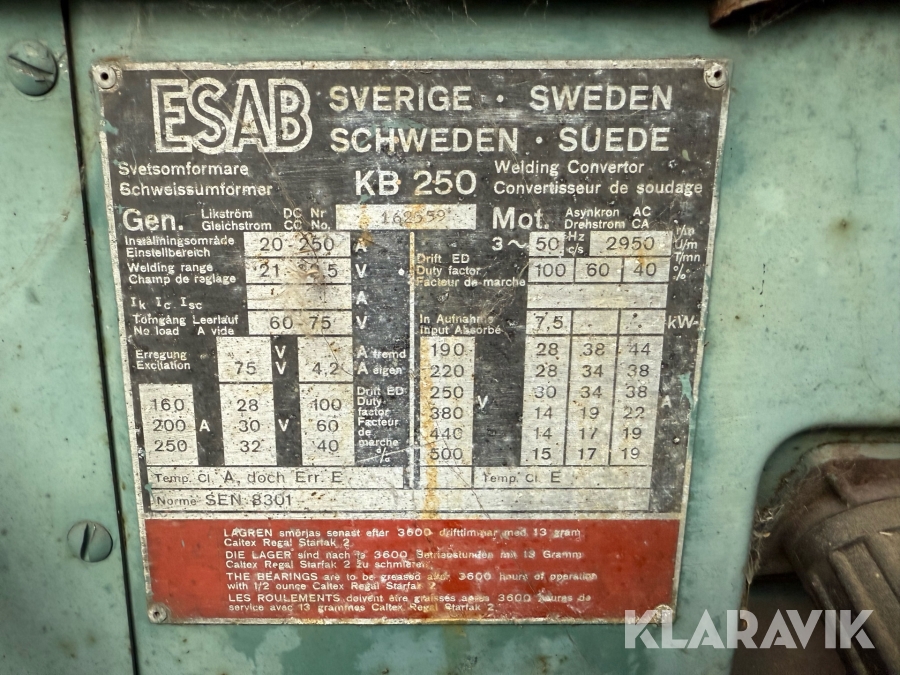 ESAB SVERIGE · SWEDEN
SCHWEDEN · SUEDE
Svetsomformare
Schweissumformer
KB 250
Welding Convertor
Convertisseur de soudage
Gen. Likström DC Nr
Gleichstrom CC No.
162559
Mot. Asynkron AC
Drehstrom CA
r/m
U/m
T/mn
Inställningsområde
Einstellbereich
20 250 A
3~ 50 Hz c/s 2950
Welding range
Champ de raglage
21 V
Drift ED
Duty factor
Facteur de marche
100 60 40 %
Ik Ic Isc A
Tomgång Leerlauf
No load A vide
60 75 V
In Aufnahme
Input Absorbé
7,5 kW
Erregung
Excitation
V A fremd
75 V 4,2 A eigen
Drift ED
Duty
factor
Facteur
de
marche
%
160 28 100
200 A 30 V 60
250 32 40
190 28 38 44
220 28 34 38
250 30 34 38
V A
380 14 19 22
440 14 17 19
500 15 17 19
Temp. Cl. A, doch Err. E
Temp. Cl E
Norme SEN 8301
LAGREN smörjas senast efter 3600 drifttimmar med 13 gram
Caltex Regal Starfak 2.
DIE LAGER sind nach je 3600 Betriebstunden mit 13 Gramm
Caltex Regal Starfak 2 zu schmieren
THE BEARINGS are to be greased after 3600 hours of operation
with 1/2 ounce Caltex Regal Starfak 2
LES ROULEMENTS doivent être graissés après 3600 heures de
service avec 13 grammes Caltex Regal Starfak 2
KLARAVIK